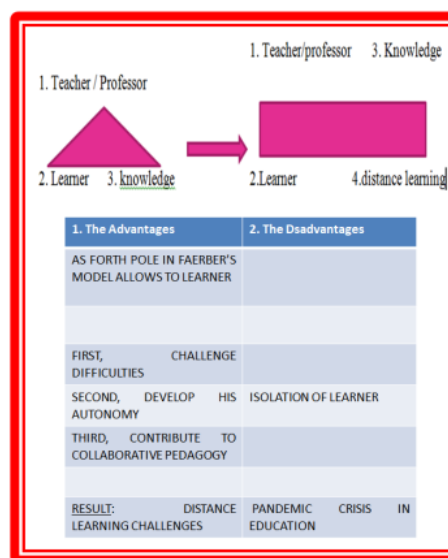 1. Teacher/professor 3. Knowledge
1. Teacher / Professor
2. Learner 3. knowledge
2.Learner 4.distance learning
1. The Advantages 2. The Dsadvantages
AS FORTH POLE IN FAERBER'S
MODEL ALLOWS TO LEARNER
FIRST, CHALLENGE
DIFFICULTIES
SECOND, DEVELOP HIS ISOLATION OF LEARNER
AUTONOMY
THIRD, CONTRIBUTE TO
COLLABORATIVE PEDAGOGY
RESULT: DISTANCE PANDEMIC CRISIS IN
LEARNING CHALLENGES EDUCATION